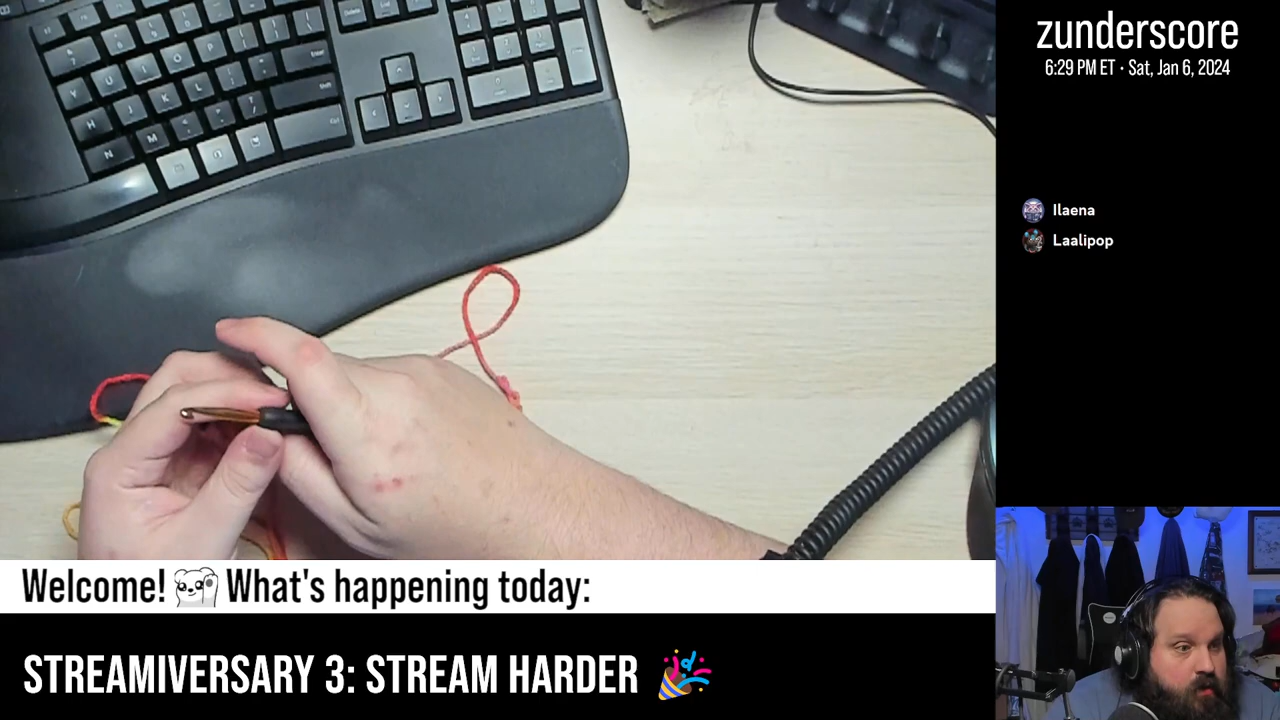 zunderscore
6:29 PM ET · Sat, Jan 6, 2024
Ilaena
Laalipop
Welcome! What's happening today:
STREAMIVERSARY 3: STREAM HARDER